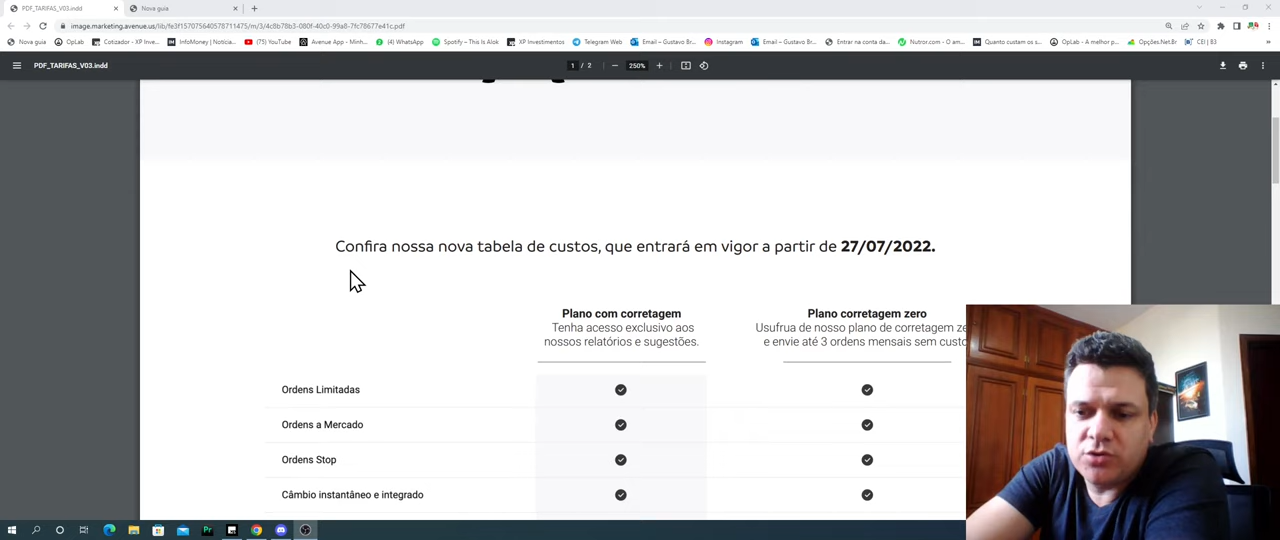 PDF_TARIFAS_V03.indd
Nova guia
image.marketing.avenue.us/lib/fe3f157075640578711475/m/3/4c8b78b3-080f-40c0-99a8-7fc78677e41c.pdf
Nova guia
OpLab
Cotizador - XP Inve...
InfoMoney | Notícia...
(75) YouTube
Avenue App - Minh...
(4) WhatsApp
Spotify – This Is Alok
XP Investimentos
Telegram Web
Email – Gustavo Br...
Instagram
Email – Gustavo Br...
Entrar na conta da...
Nutror.com - O am...
Quanto custam os s...
OpLab - A melhor p...
Opções.Net.Br
CEI | B3
PDF_TARIFAS_V03.indd
1 / 2
250%
Confira nossa nova tabela de custos, que entrará em vigor a partir de 27/07/2022.
Plano com corretagem
Tenha acesso exclusivo aos
nossos relatórios e sugestões.
Plano corretagem zero
Usufrua de nosso plano de corretagem ze
e envie até 3 ordens mensais sem custo
Ordens Limitadas
Ordens a Mercado
Ordens Stop
Câmbio instantâneo e integrado